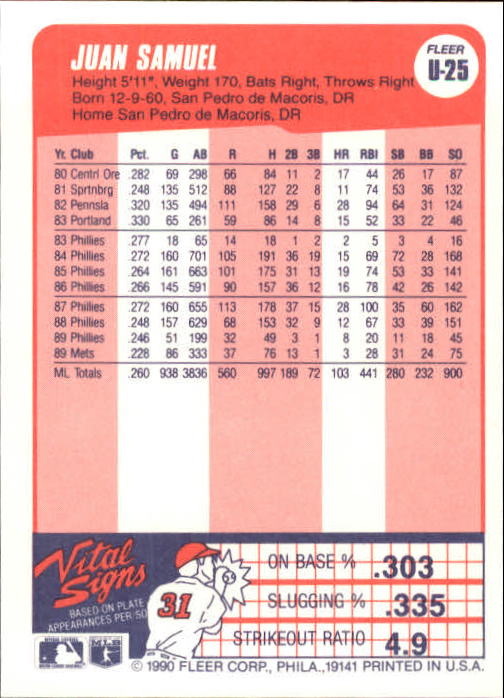 JUAN SAMUEL
FLEER
U-25
Height 5'11", Weight 170, Bats Right, Throws Right
Born 12-9-60, San Pedro de Macoris, DR
Home San Pedro de Macoris, DR
Yr. Club Pct. G AB R H 2B 3B HR RBI SB BB SO
80 Centrl Ore .282 69 298 66 84 11 2 17 44 26 17 87
81 Sprtnbrg .248 135 512 88 127 22 8 11 74 53 36 132
82 Pennsla .320 135 494 111 158 29 6 28 94 64 31 124
83 Portland .330 65 261 59 86 14 8 15 52 33 22 46
83 Phillies .277 18 65 14 18 1 2 2 5 3 4 16
84 Phillies .272 160 701 105 191 36 19 15 69 72 28 168
85 Phillies .264 161 663 101 175 31 13 19 74 53 33 141
86 Phillies .266 145 591 90 157 36 12 16 78 42 26 142
87 Phillies .272 160 655 113 178 37 15 28 100 35 60 162
88 Phillies .248 157 629 68 153 32 9 12 67 33 39 151
89 Phillies .246 51 199 32 49 3 1 8 20 11 18 45
89 Mets .228 86 333 37 76 13 1 3 28 31 24 75
ML Totals .260 938 3836 560 997 189 72 103 441 280 232 900
Vital
Signs
BASED ON PLATE
APPEARANCES PER/SO
31
ON BASE % .303
SLUGGING % .335
STRIKEOUT RATIO 4.9
MLB
© 1990 FLEER CORP., PHILA., 19141 PRINTED IN U.S.A.